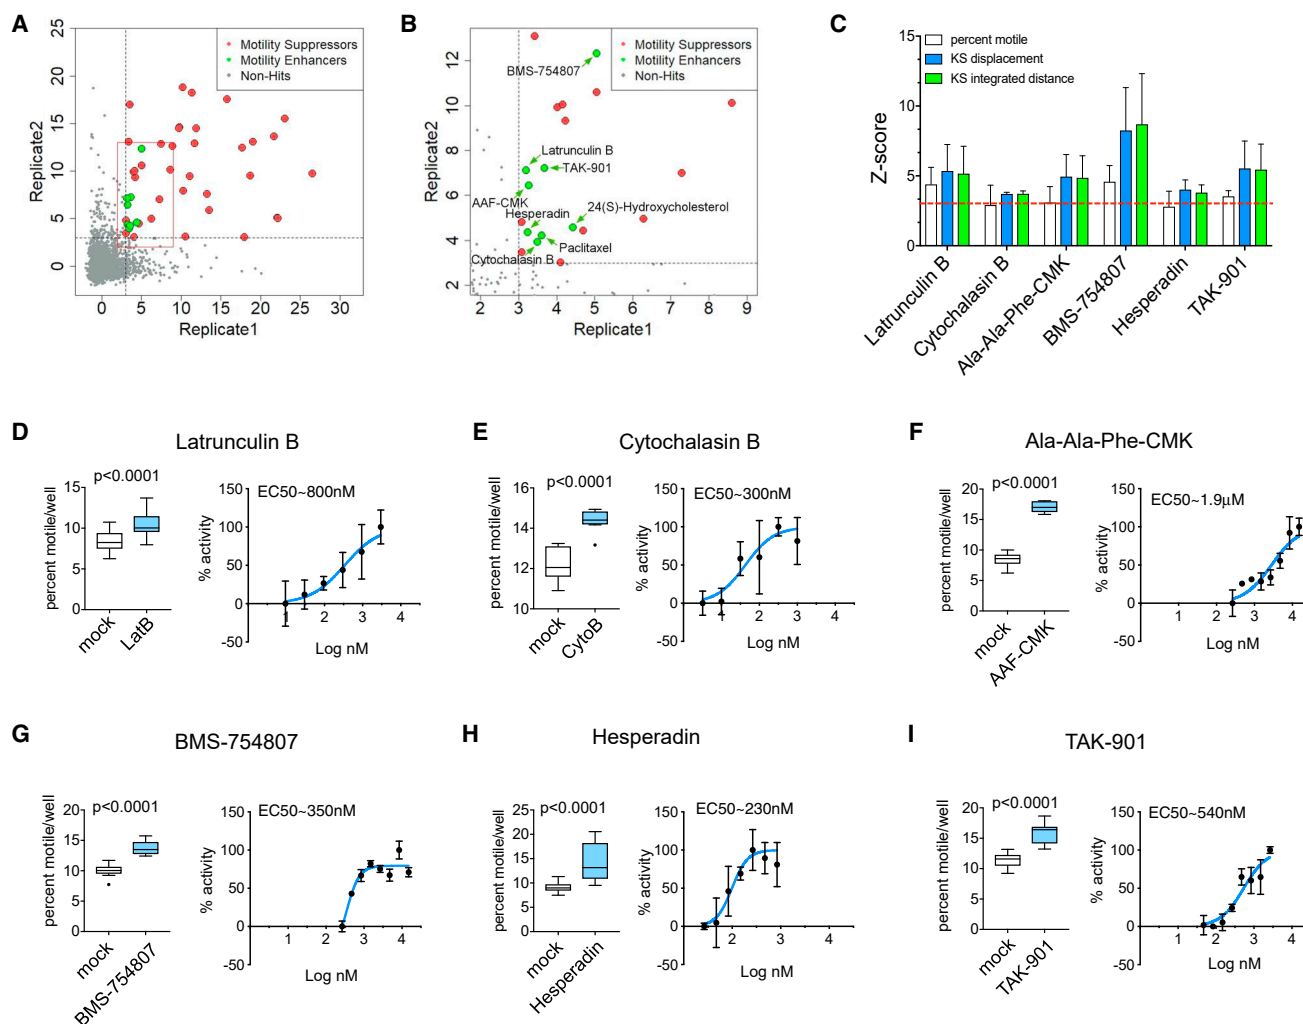 A
25
20
15
10
5
0
Replicate2
0
5
10
15
20
25
30
Replicate1
Motility Suppressors
Motility Enhancers
Non-Hits
B
12
10
8
6
4
2
Replicate2
2
3
4
5
6
7
8
9
Replicate1
Motility Suppressors
Motility Enhancers
Non-Hits
BMS-754807
Latrunculin B
TAK-901
AAF-CMK
Hesperadin
24(S)-Hydroxycholesterol
Paclitaxel
Cytochalasin B
C
15
10
5
0
Z-score
percent motile
KS displacement
KS integrated distance
Latrunculin B
Cytochalasin B
Ala-Ala-Phe-CMK
BMS-754807
Hesperadin
TAK-901
D
Latrunculin B
p<0.0001
15
10
5
0
percent motile/well
mock
LatB
EC50~800nM
150
100
50
0
-50
% activity
1
2
3
4
Log nM
E
Cytochalasin B
p<0.0001
16
14
12
10
percent motile/well
mock
CytoB
EC50~300nM
150
100
50
0
-50
% activity
1
2
3
4
Log nM
F
Ala-Ala-Phe-CMK
p<0.0001
20
15
10
5
0
percent motile/well
mock
AAF-CMK
EC50~1.9μM
150
100
50
0
-50
% activity
1
2
3
4
Log nM
G
BMS-754807
p<0.0001
20
15
10
5
0
percent motile/well
mock
BMS-754807
EC50~350nM
150
100
50
0
-50
% activity
1
2
3
4
Log nM
H
Hesperadin
p<0.0001
25
20
15
10
5
0
percent motile/well
mock
Hesperadin
EC50~230nM
150
100
50
0
-50
% activity
2
3
4
Log nM
I
TAK-901
p<0.0001
20
15
10
5
0
percent motile/well
mock
TAK-901
EC50~540nM
150
100
50
0
-50
% activity
1
2
3
4
Log nM